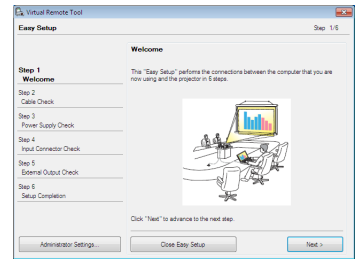 Virtual Remote Tool
Easy Setup
Step 1/6
Step 1
Welcome
Step 2
Cable Check
Step 3
Power Supply Check
Step 4
Input Connector Check
Step 5
External Output Check
Step 6
Setup Completion
Welcome
This "Easy Setup" performs the connections between the computer that you are
now using and the projector in 6 steps.
Click "Next" to advance to the next step.
Administrator Settings...
Close Easy Setup
Next >